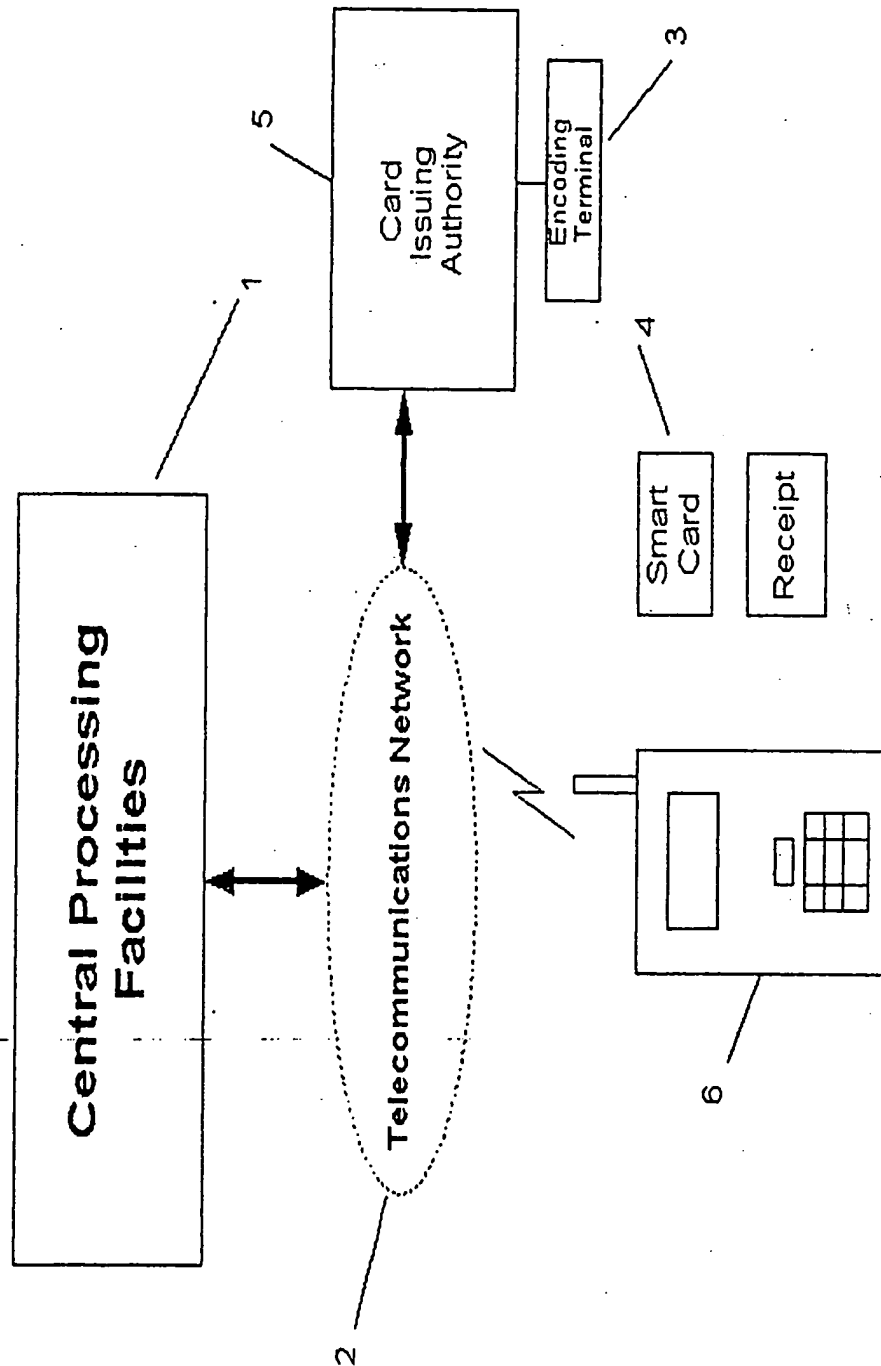 Central Processing
Facilities
1
Telecommunications Network
2
5
Card
Issuing
Authority
Encoding
Terminal
3
4
Smart
Card
Receipt
6